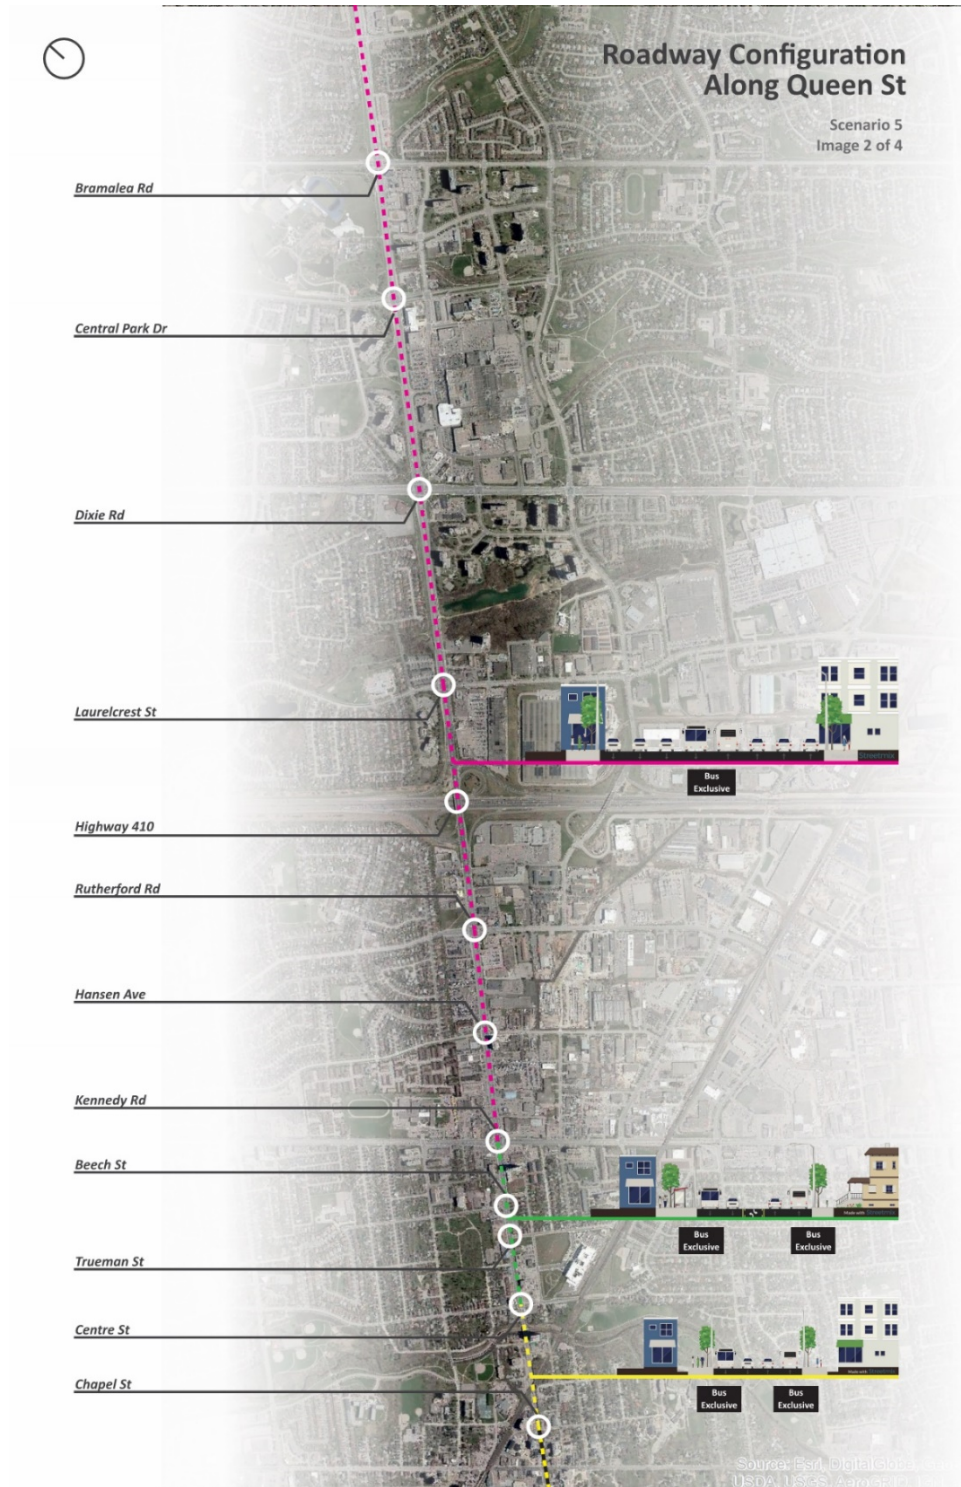 Roadway Configuration
Along Queen St
Scenario 5
Image 2 of 4
Bramalea Rd
Central Park Dr
Dixie Rd
Laurelcrest St
Bus
Exclusive
Highway 410
Rutherford Rd
Hansen Ave
Kennedy Rd
Beech St
Bus
Exclusive
Bus
Exclusive
Trueman St
Centre St
Chapel St
Bus
Exclusive
Bus
Exclusive
Source: Esri, DigitalGlobe,
USDA, USGS,